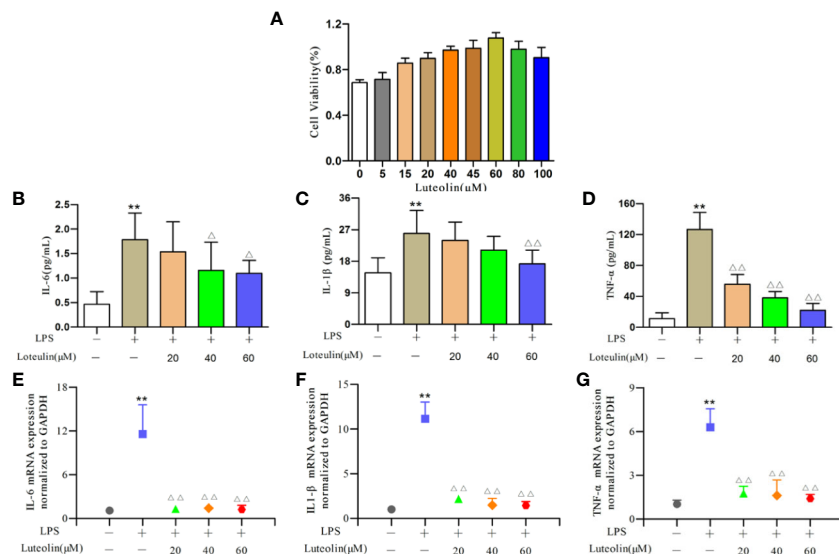 A
Cell Viability(%)
1.2
0.8
0.4
0.0
0 5 15 20 40 45 60 80 100
Luteolin(μM)
B
IL-6(pg/mL)
2.5
2.0
1.5
1.0
0.5
0.0
**
△
△
LPS − + + + +
Loteulin(μM) − − 20 40 60
C
IL-1β (pg/mL)
36
27
18
9
0
**
△△
LPS − + + + +
Loteulin(μM) − − 20 40 60
D
TNF-α (pg/mL)
160
120
80
40
0
**
△△
△△
△△
LPS − + + + +
Loteulin(μM) − − 20 40 60
E
IL-6 mRNA expression
normalized to GAPDH
18
12
6
0
**
△△ △△ △△
LPS − + + + +
Luteolin(μM) − − 20 40 60
F
IL1-β mRNA expression
normalized to GAPDH
15
10
5
0
**
△△ △△ △△
LPS − + + + +
Luteolin(μM) − − 20 40 60
G
TNF-α mRNA expression
normalized to GAPDH
9
6
3
0
**
△△ △△ △△
LPS − + + + +
Luteolin(μM) − − 20 40 60